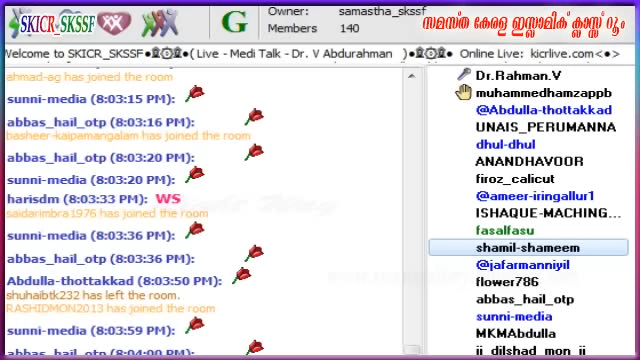 SKICR_SKSSF
G
Owner: samastha_skssf
Members 140
സമസ്ത കേരള ഇസ്ലാമിക് ക്ലാസ്സ് റൂം
Welcome to SKICR_SKSSF
( Live - Medi Talk - Dr. V Abdurahman )
Online Live: kicrlive.com<●>
ahmad-ag has joined the room
sunni-media (8:03:15 PM):
abbas_hail_otp (8:03:16 PM):
basheer-kaipamangalam has joined the room
abbas_hail_otp (8:03:20 PM):
sunni-media (8:03:20 PM):
harisdm (8:03:33 PM): WS
saidarimbra1976 has joined the room
sunni-media (8:03:36 PM):
abbas_hail_otp (8:03:36 PM):
Abdulla-thottakkad (8:03:50 PM):
shuhaibtk232 has left the room.
RASHIDMON2013 has joined the room
sunni-media (8:03:59 PM):
abbas_hail_otp (8:04:00 PM):
Dr.Rahman.V
muhammedhamzappb
@Abdulla-thottakkad
UNAIS_PERUMANNA
dhul-dhul
ANANDHAVOOR
firoz_calicut
@ameer-iringallur1
ISHAQUE-MACHING...
fasalfasu
shamil-shameem
@jafarmanniyil
flower786
abbas_hail_otp
sunni-media
MKMAbdulla
ji_dilshad_mon_ji